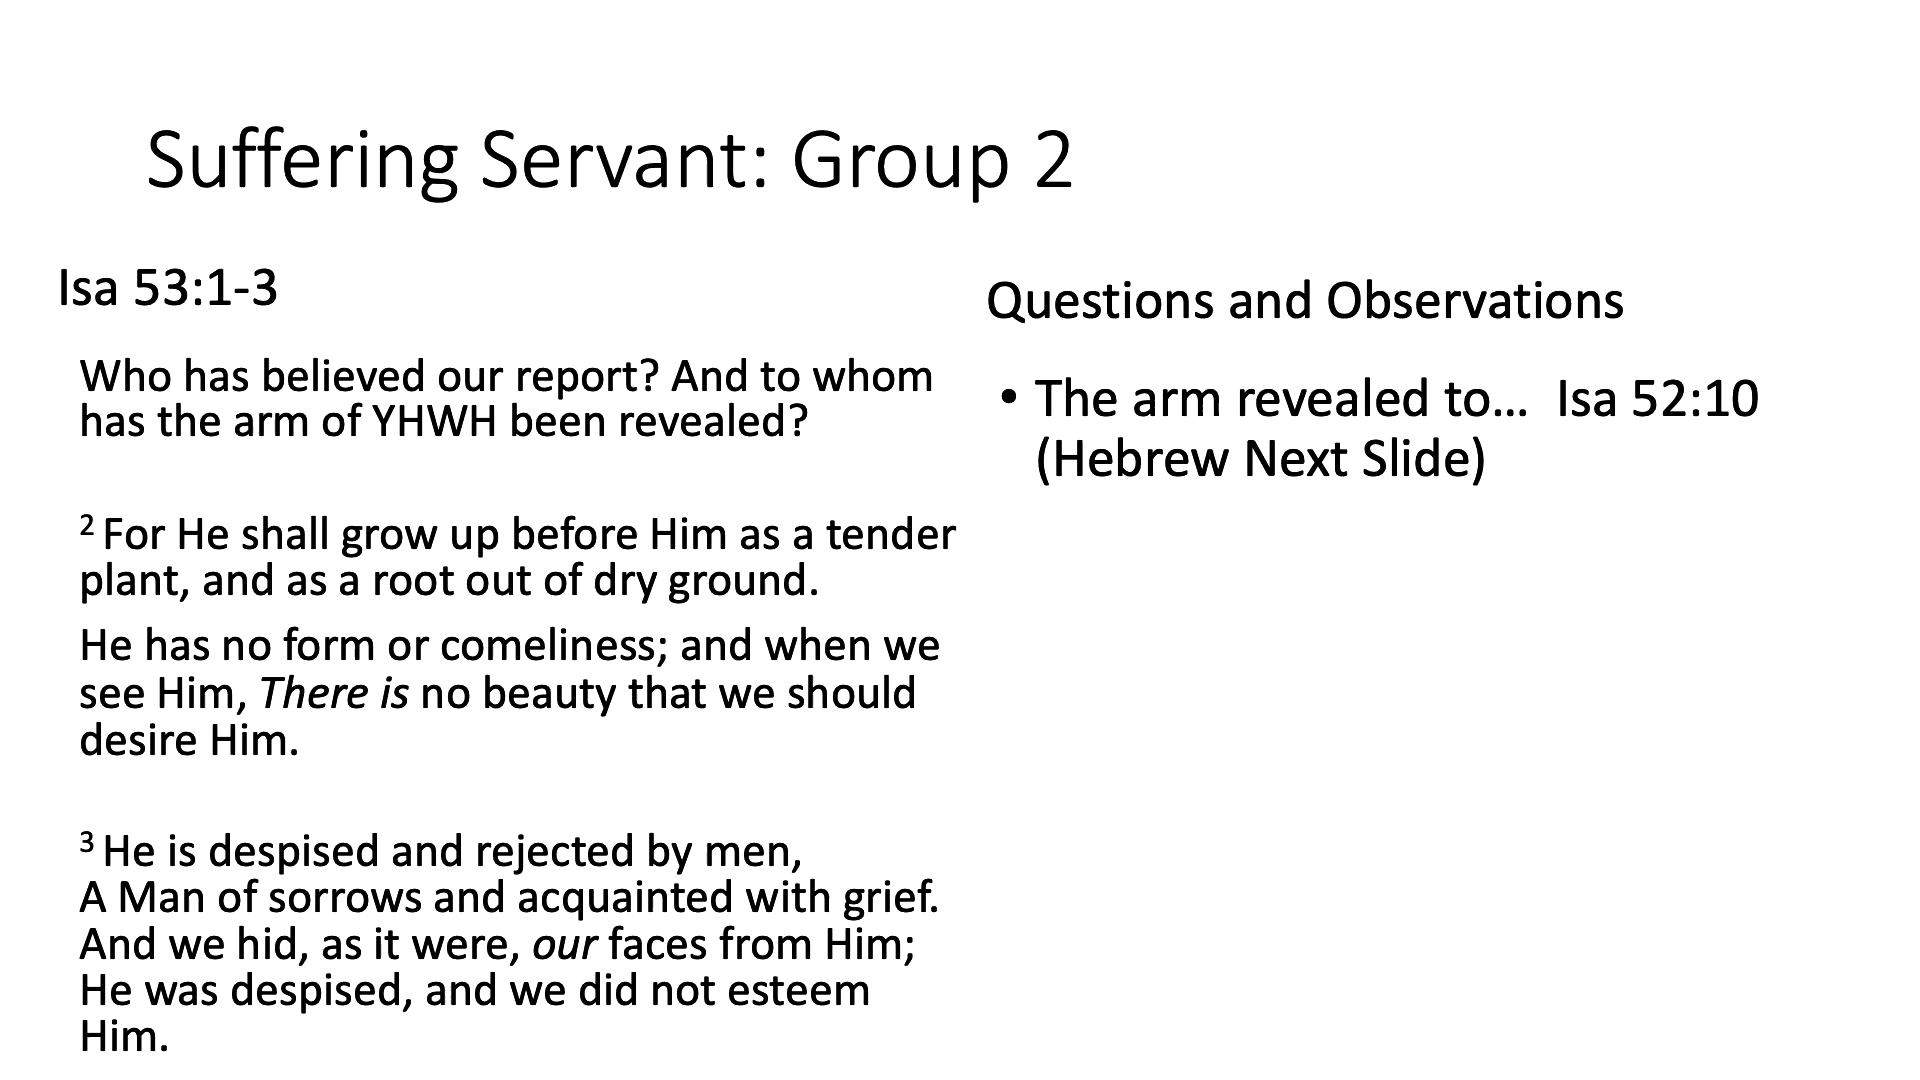 Suffering Servant: Group 2
Isa 53:1-3
Who has believed our report? And to whom
has the arm of YHWH been revealed?
2 For He shall grow up before Him as a tender
plant, and as a root out of dry ground.
He has no form or comeliness; and when we
see Him, There is no beauty that we should
desire Him.
3 He is despised and rejected by men,
A Man of sorrows and acquainted with grief.
And we hid, as it were, our faces from Him;
He was despised, and we did not esteem
Him.
Questions and Observations
• The arm revealed to… Isa 52:10
(Hebrew Next Slide)